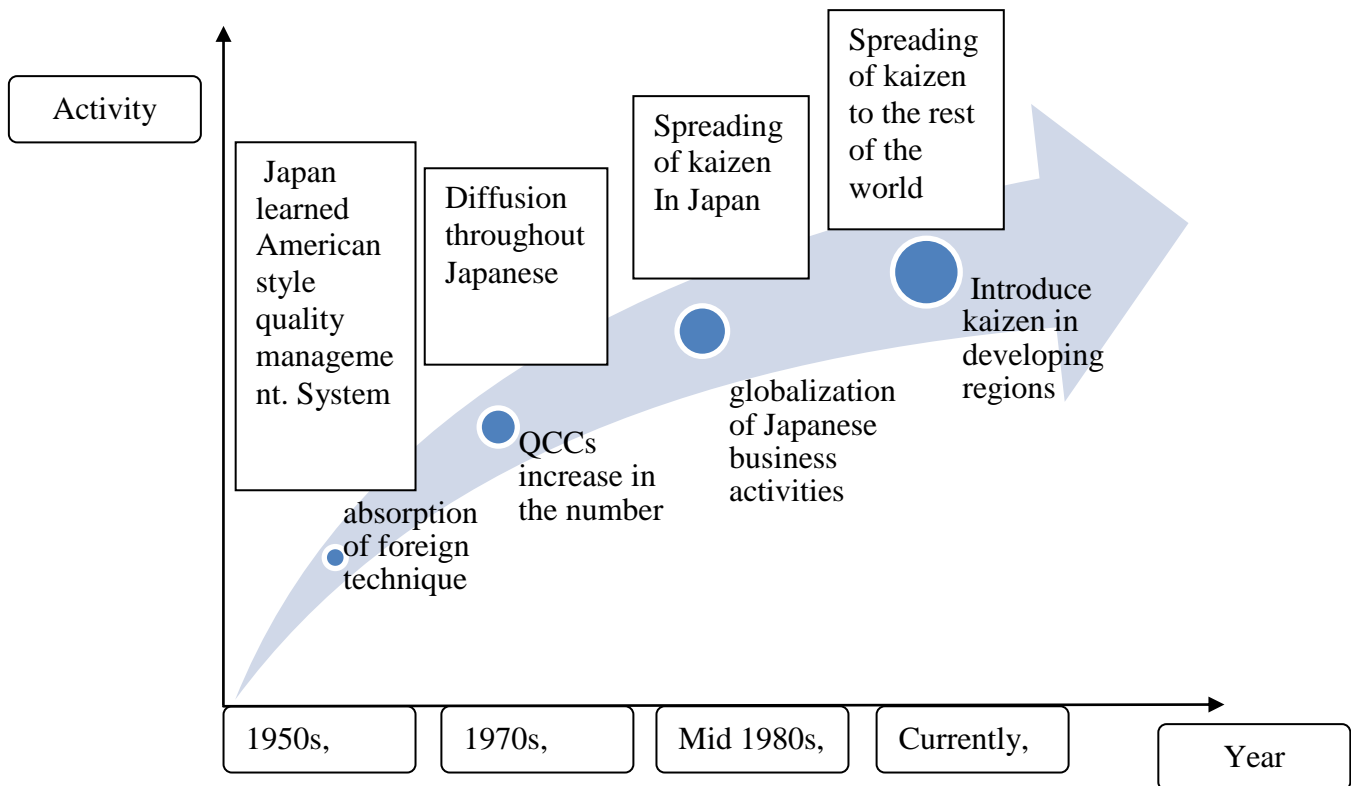 Activity
Japan
learned
American
style
quality
manageme
nt. System
absorption
of foreign
technique
Diffusion
throughout
Japanese
QCCs
increase in
the number
Spreading
of kaizen
In Japan
globalization
of Japanese
business
activities
Spreading
of kaizen
to the rest
of the
world
Introduce
kaizen in
developing
regions
1950s,
1970s,
Mid 1980s,
Currently,
Year